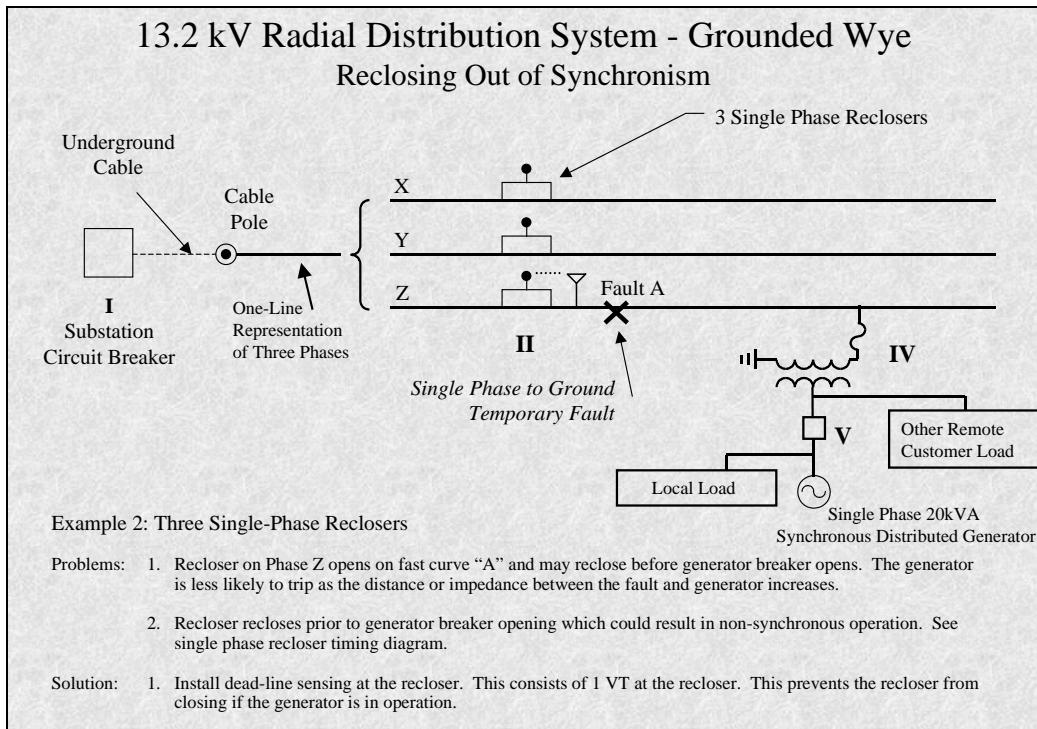 13.2 kV Radial Distribution System - Grounded Wye
Reclosing Out of Synchronism
3 Single Phase Reclosers
Underground
Cable
Cable
Pole
X
Y
Z
Fault A
I
Substation
Circuit Breaker
One-Line
Representation
of Three Phases
II
Single Phase to Ground
Temporary Fault
IV
V
Other Remote
Customer Load
Local Load
Single Phase 20kVA
Synchronous Distributed Generator
Example 2: Three Single-Phase Reclosers
Problems: 1. Recloser on Phase Z opens on fast curve “A” and may reclose before generator breaker opens. The generator
is less likely to trip as the distance or impedance between the fault and generator increases.
2. Recloser recloses prior to generator breaker opening which could result in non-synchronous operation. See
single phase recloser timing diagram.
Solution: 1. Install dead-line sensing at the recloser. This consists of 1 VT at the recloser. This prevents the recloser from
closing if the generator is in operation.